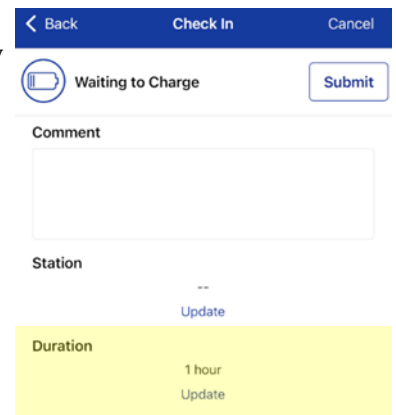 Back Check In Cancel
Waiting to Charge Submit
Comment
Station
--
Update
Duration
1 hour
Update